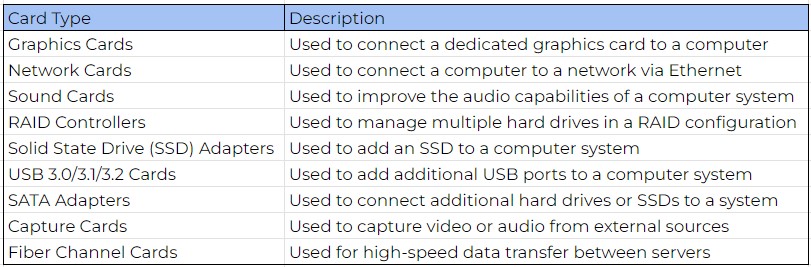 Card Type Description
Graphics Cards Used to connect a dedicated graphics card to a computer
Network Cards Used to connect a computer to a network via Ethernet
Sound Cards Used to improve the audio capabilities of a computer system
RAID Controllers Used to manage multiple hard drives in a RAID configuration
Solid State Drive (SSD) Adapters Used to add an SSD to a computer system
USB 3.0/3.1/3.2 Cards Used to add additional USB ports to a computer system
SATA Adapters Used to connect additional hard drives or SSDs to a system
Capture Cards Used to capture video or audio from external sources
Fiber Channel Cards Used for high-speed data transfer between servers